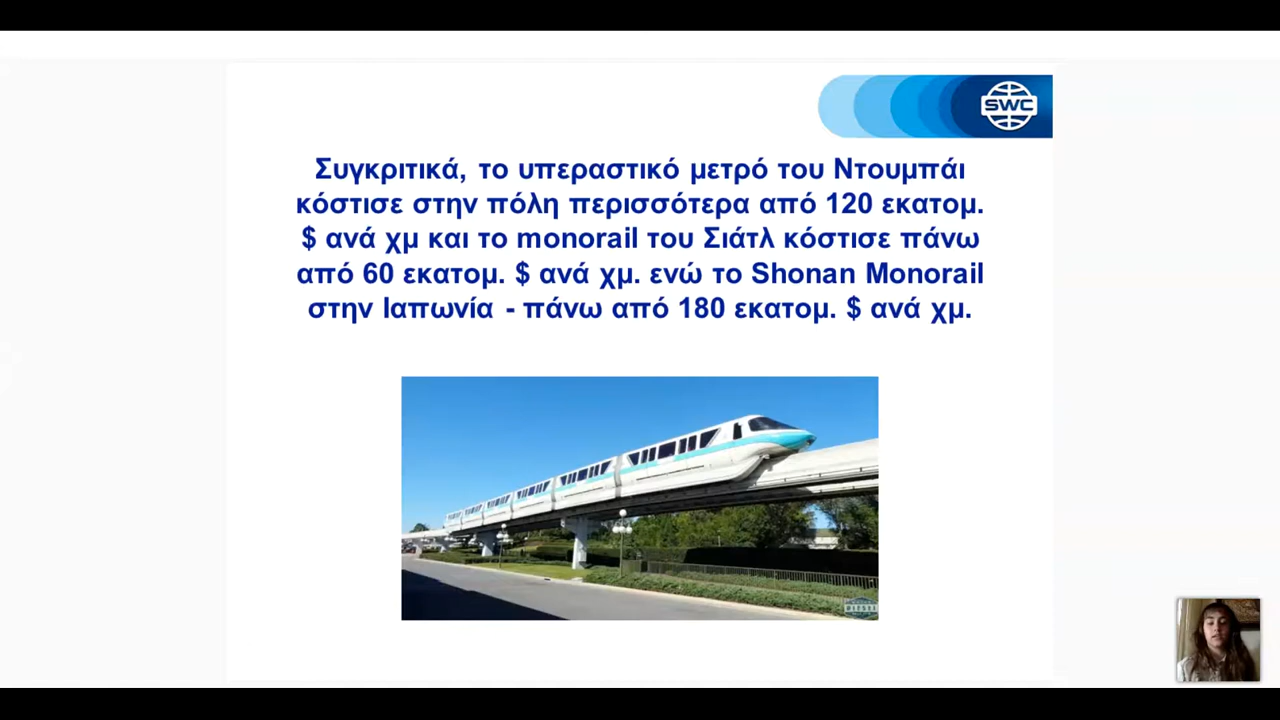 SWC
Συγκριτικά, το υπεραστικό μετρό του Ντουμπάι
κόστισε στην πόλη περισσότερα από 120 εκατομ.
$ ανά χμ και το monorail του Σιάτλ κόστισε πάνω
από 60 εκατομ. $ ανά χμ. ενώ το Shonan Monorail
στην Ιαπωνία - πάνω από 180 εκατομ. $ ανά χμ.